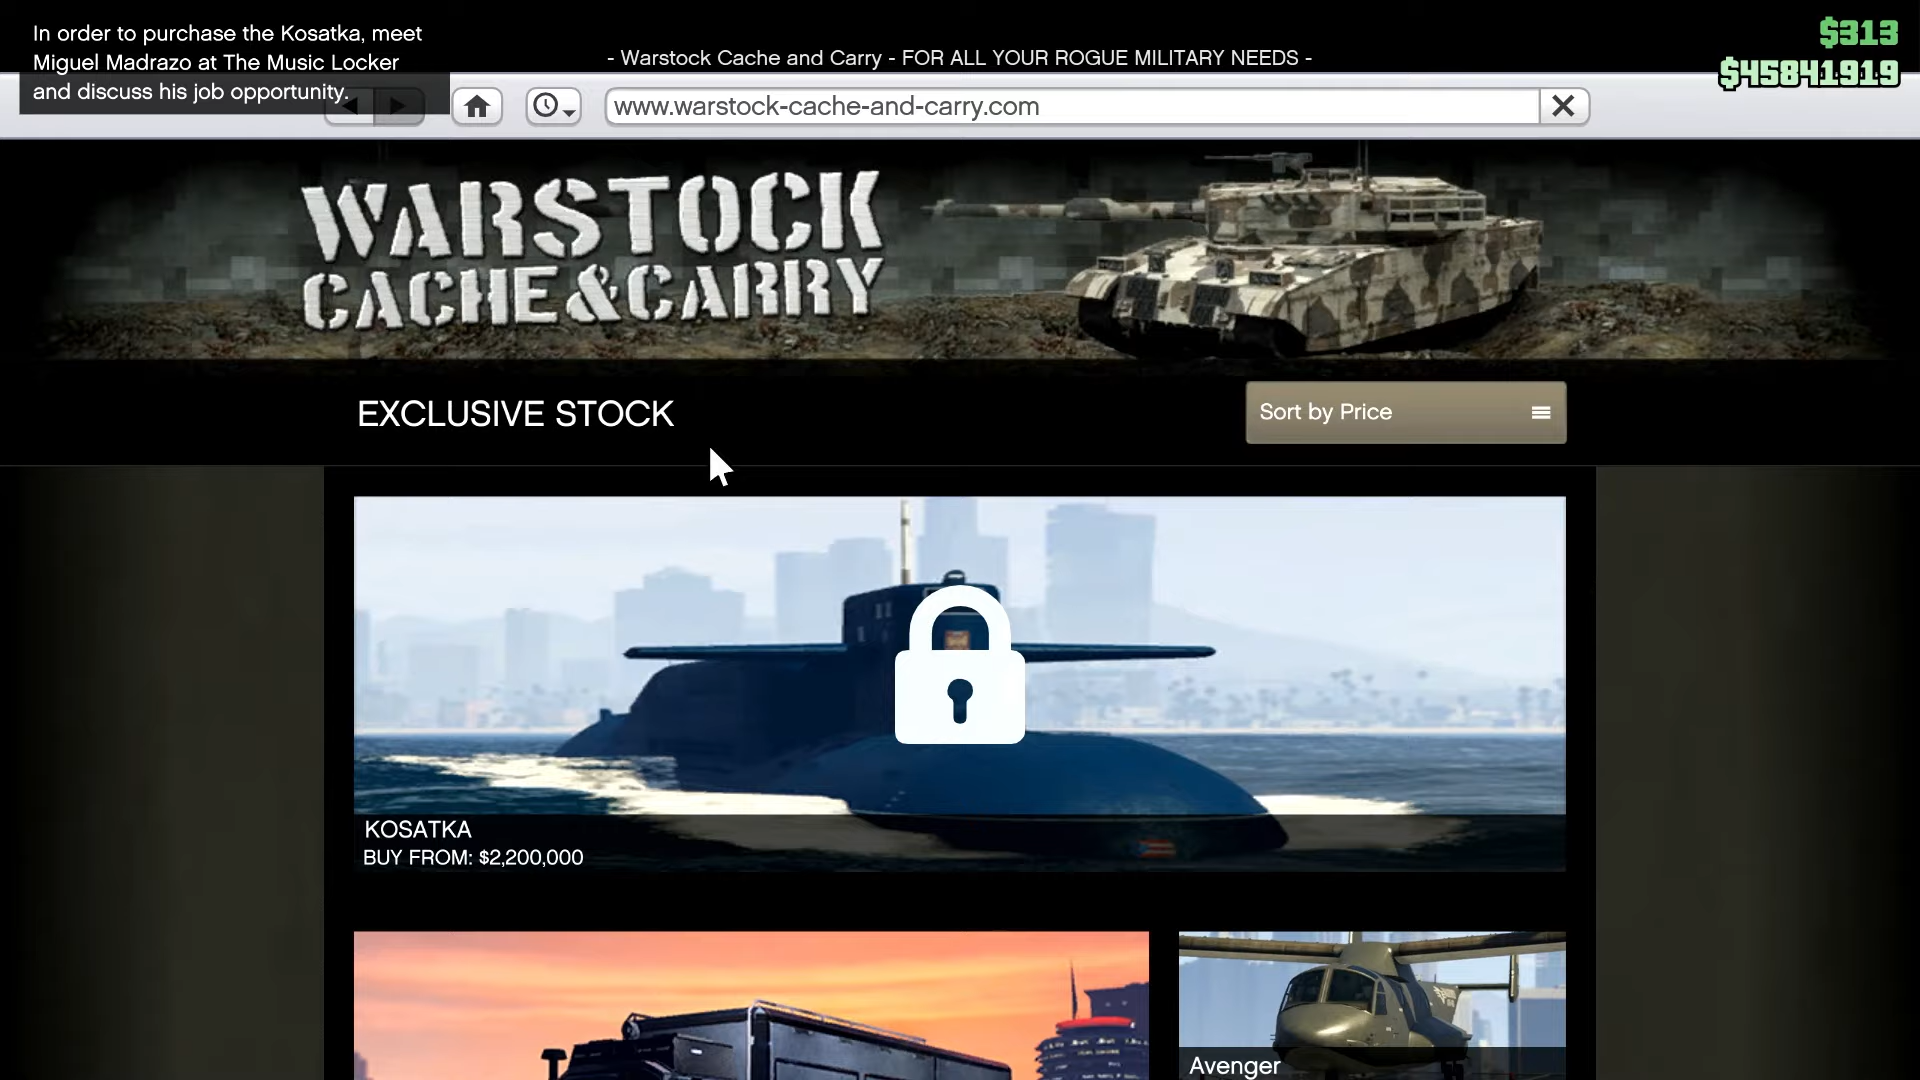 In order to purchase the Kosatka, meet
Miguel Madrazo at The Music Locker
and discuss his job opportunity.
- Warstock Cache and Carry - FOR ALL YOUR ROGUE MILITARY NEEDS -
$313
$45841919
www.warstock-cache-and-carry.com
WARSTOCK
CACHE & CARRY
EXCLUSIVE STOCK
Sort by Price
KOSATKA
BUY FROM: $2,200,000
Avenger